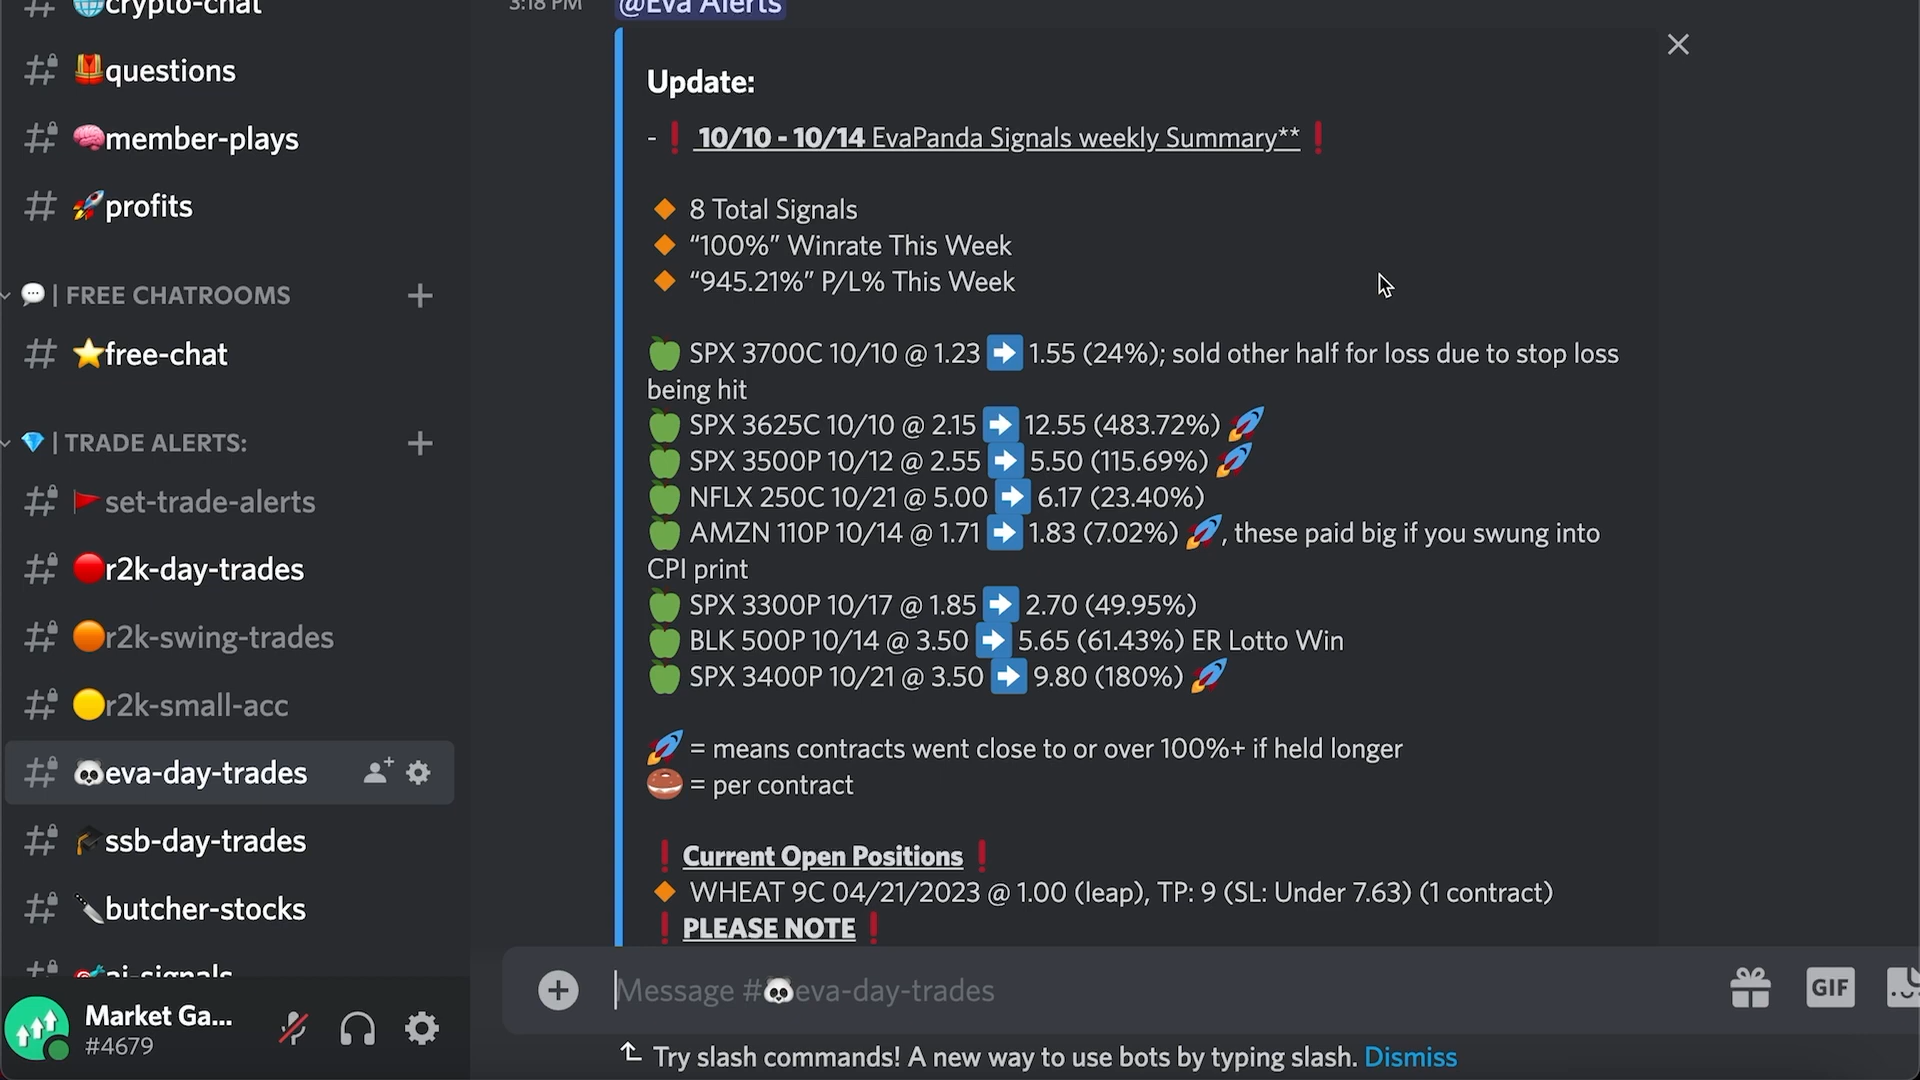 crypto-chat
questions
member-plays
profits
| FREE CHATROOMS
free-chat
| TRADE ALERTS:
set-trade-alerts
r2k-day-trades
r2k-swing-trades
r2k-small-acc
eva-day-trades
ssb-day-trades
butcher-stocks
ai-signals
Market Ga...
#4679
3:18 PM
@Eva Alerts
Update:
- ❗ 10/10 - 10/14 EvaPanda Signals weekly Summary** ❗
🔸 8 Total Signals
🔸 “100%” Winrate This Week
🔸 “945.21%” P/L% This Week
🍏 SPX 3700C 10/10 @ 1.23 ➡️ 1.55 (24%); sold other half for loss due to stop loss
being hit
🍏 SPX 3625C 10/10 @ 2.15 ➡️ 12.55 (483.72%) 🚀
🍏 SPX 3500P 10/12 @ 2.55 ➡️ 5.50 (115.69%) 🚀
🍏 NFLX 250C 10/21 @ 5.00 ➡️ 6.17 (23.40%)
🍏 AMZN 110P 10/14 @ 1.71 ➡️ 1.83 (7.02%) 🚀, these paid big if you swung into
CPI print
🍏 SPX 3300P 10/17 @ 1.85 ➡️ 2.70 (49.95%)
🍏 BLK 500P 10/14 @ 3.50 ➡️ 5.65 (61.43%) ER Lotto Win
🍏 SPX 3400P 10/21 @ 3.50 ➡️ 9.80 (180%) 🚀
🚀 = means contracts went close to or over 100%+ if held longer
🥯 = per contract
❗ Current Open Positions ❗
🔸 WHEAT 9C 04/21/2023 @ 1.00 (leap), TP: 9 (SL: Under 7.63) (1 contract)
❗ PLEASE NOTE ❗
Message #🐼eva-day-trades
GIF
Try slash commands! A new way to use bots by typing slash. Dismiss